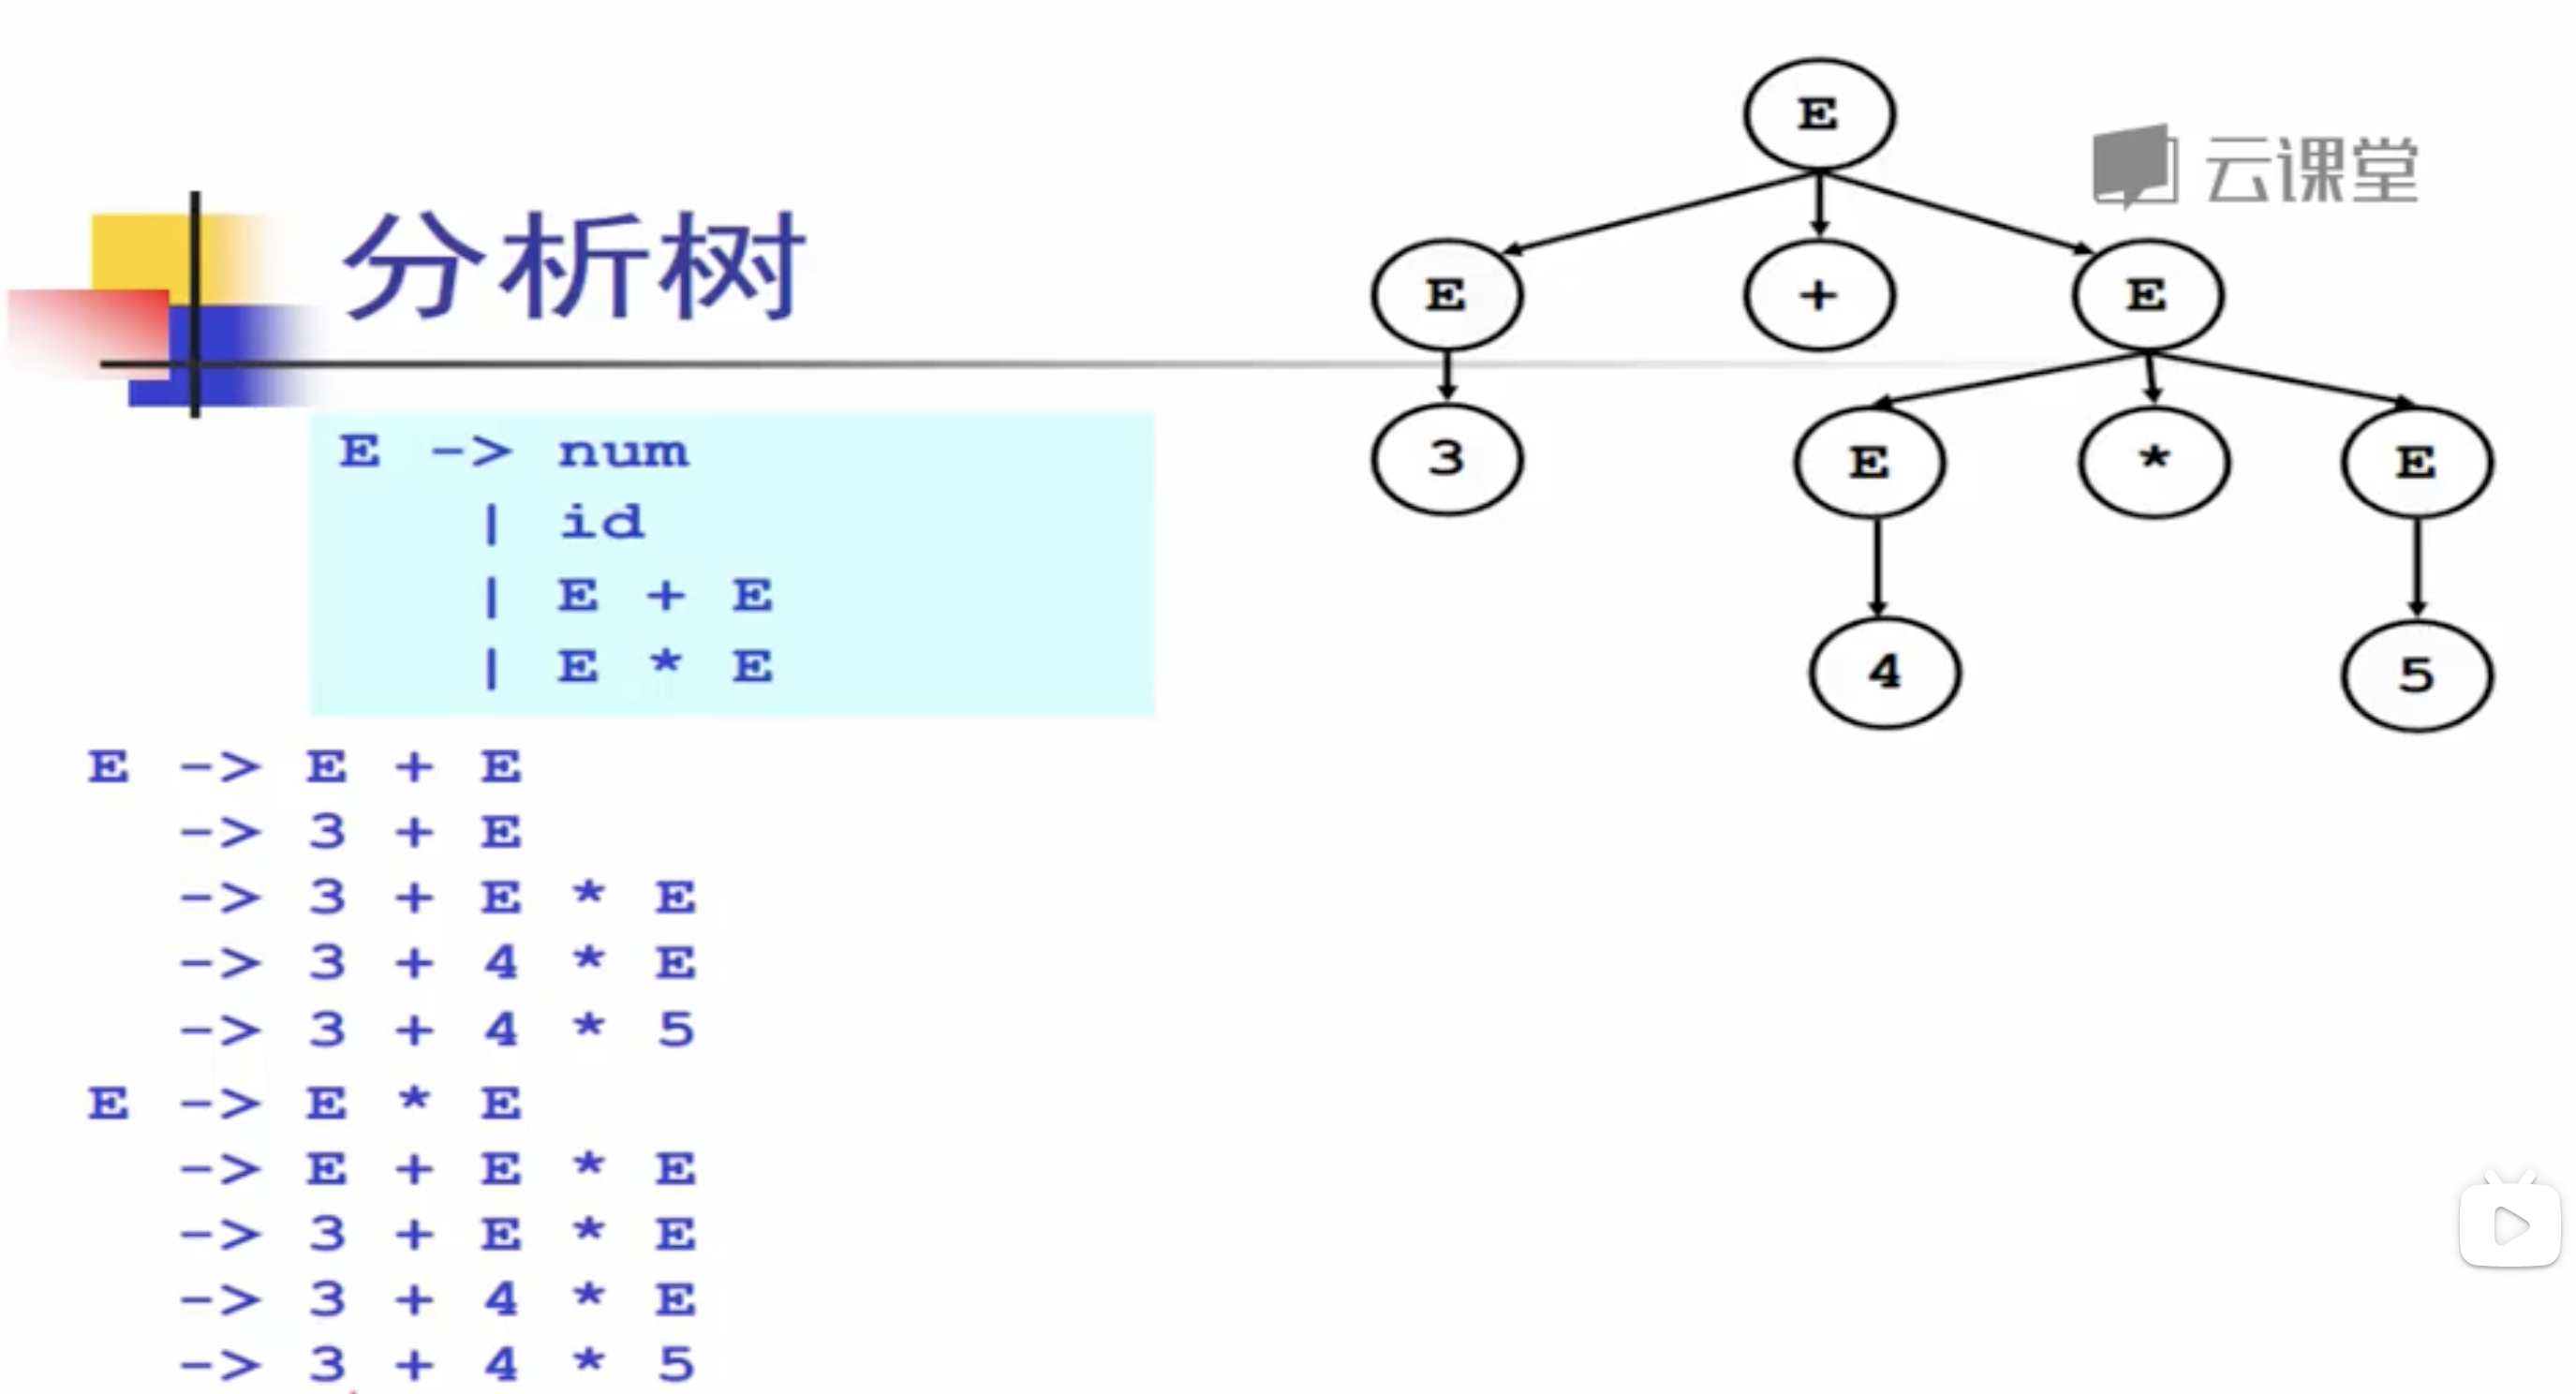 云课堂
分析树
E -> num
| id
| E + E
| E * E
E -> E + E
-> 3 + E
-> 3 + E * E
-> 3 + 4 * E
-> 3 + 4 * 5
E -> E * E
-> E + E * E
-> 3 + E * E
-> 3 + 4 * E
-> 3 + 4 * 5
E
E + E
3 E * E
4 5